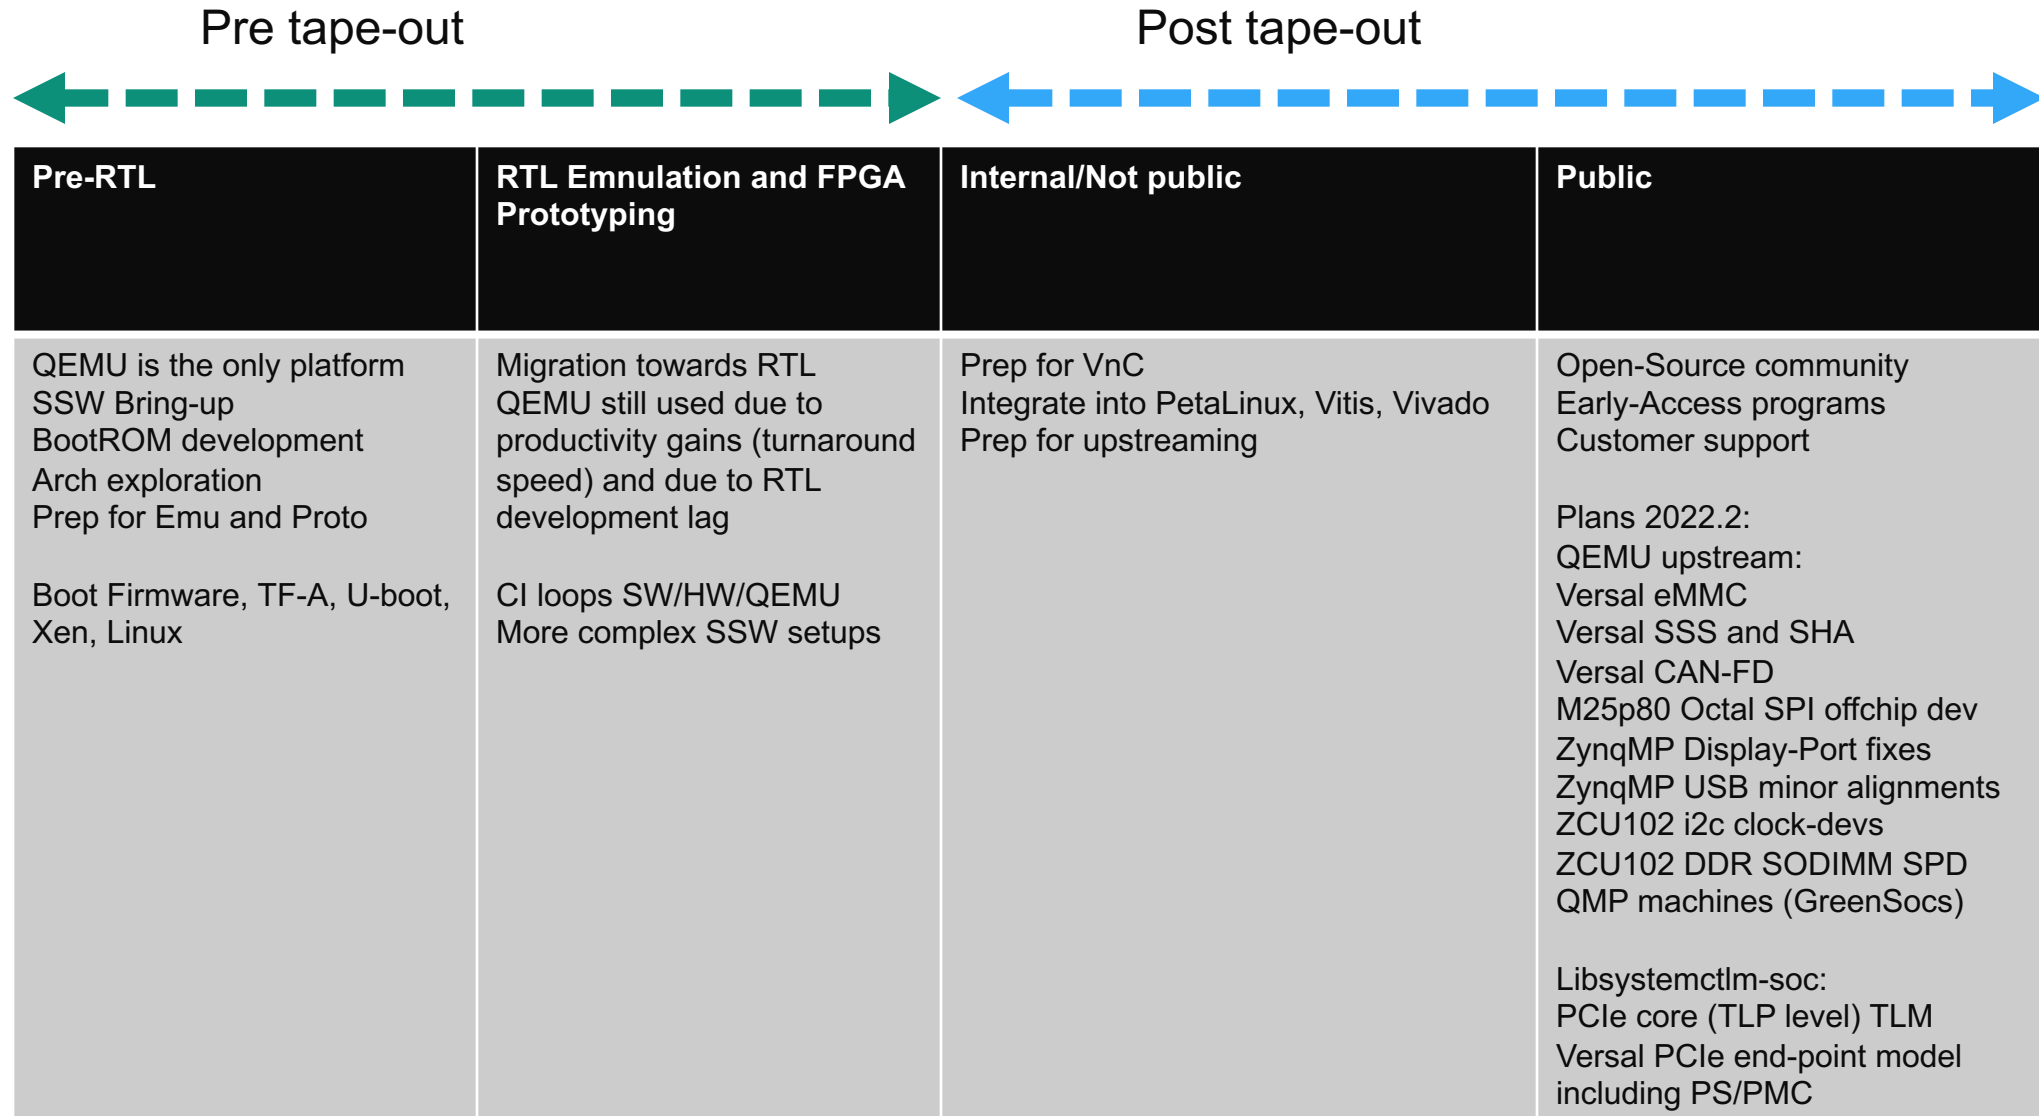 Pre tape-out
Post tape-out
Pre-RTL
RTL Emnulation and FPGA
Prototyping
Internal/Not public
Public
QEMU is the only platform
SSW Bring-up
BootROM development
Arch exploration
Prep for Emu and Proto
Boot Firmware, TF-A, U-boot,
Xen, Linux
Migration towards RTL
QEMU still used due to
productivity gains (turnaround
speed) and due to RTL
development lag
CI loops SW/HW/QEMU
More complex SSW setups
Prep for VnC
Integrate into PetaLinux, Vitis, Vivado
Prep for upstreaming
Open-Source community
Early-Access programs
Customer support
Plans 2022.2:
QEMU upstream:
Versal eMMC
Versal SSS and SHA
Versal CAN-FD
M25p80 Octal SPI offchip dev
ZynqMP Display-Port fixes
ZynqMP USB minor alignments
ZCU102 i2c clock-devs
ZCU102 DDR SODIMM SPD
QMP machines (GreenSocs)
Libsystemctlm-soc:
PCIe core (TLP level) TLM
Versal PCIe end-point model
including PS/PMC